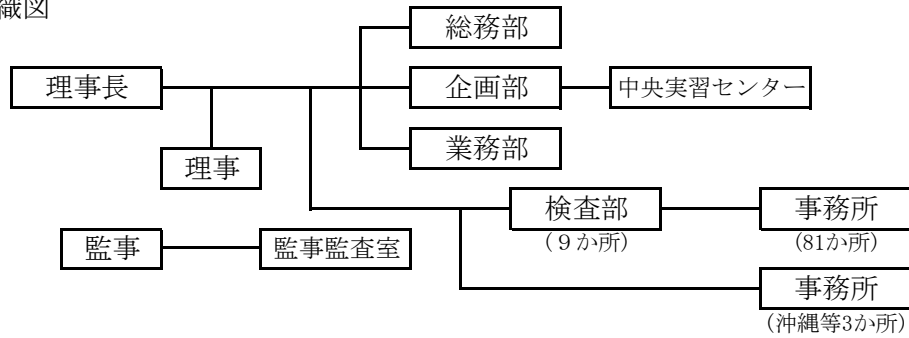 織図
総務部
理事長
企画部
中央実習センター
業務部
理事
検査部
(９か所)
事務所
(81か所)
監事
監事監査室
事務所
(沖縄等3か所)